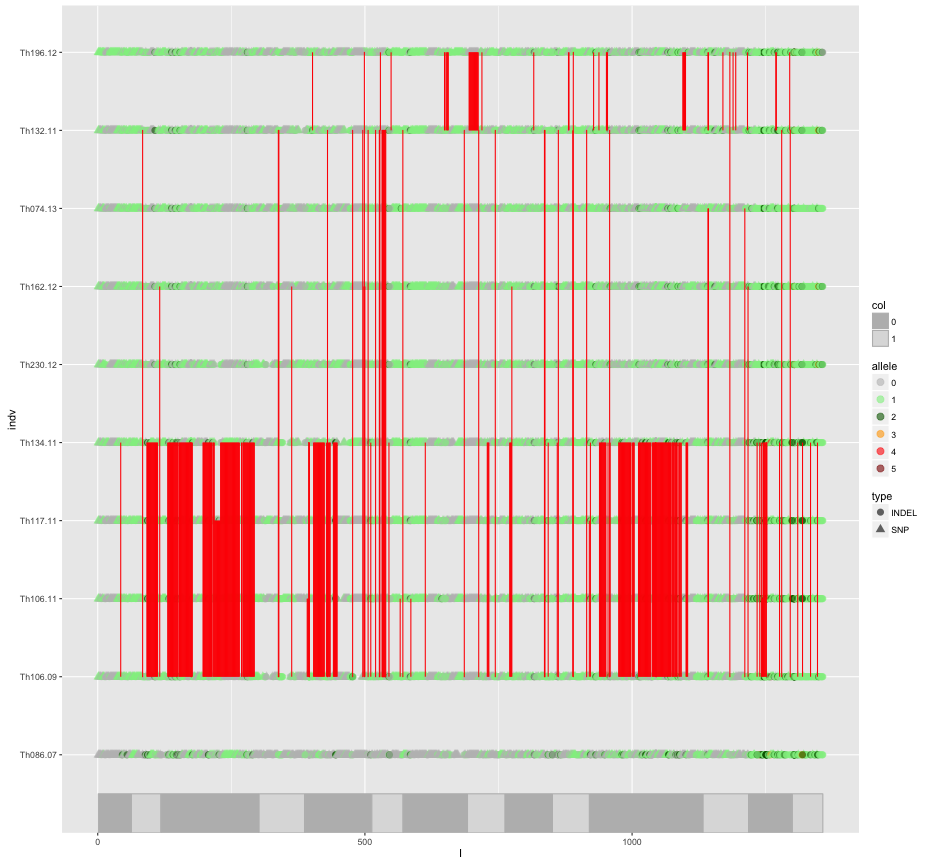 Th196.12
Th132.11
Th074.13
Th162.12
Th230.12
Th134.11
Th117.11
Th106.11
Th106.09
Th086.07
indv
0
500
1000
l
col
0
1
allele
0
1
2
3
4
5
type
INDEL
SNP